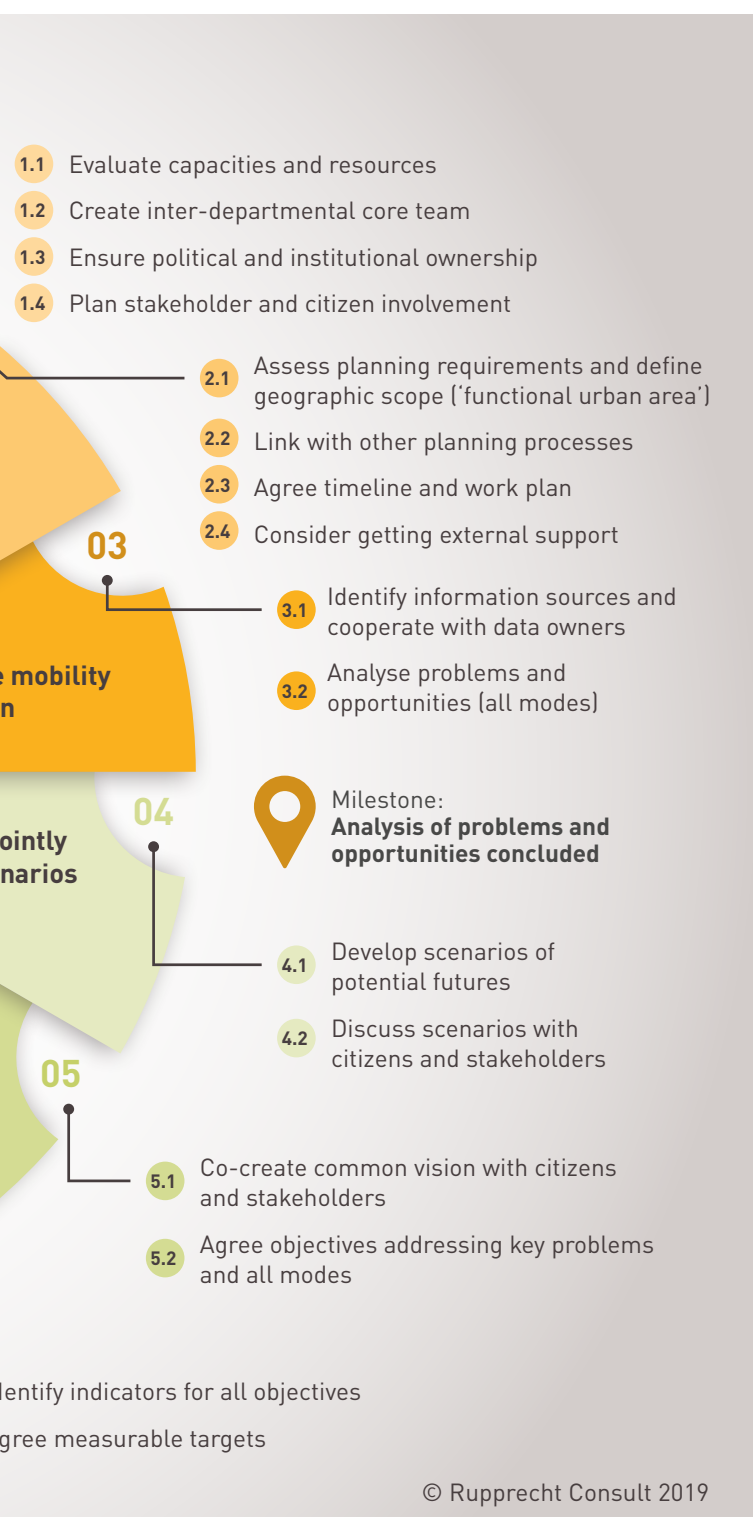 1.1 Evaluate capacities and resources
1.2 Create inter-departmental core team
1.3 Ensure political and institutional ownership
1.4 Plan stakeholder and citizen involvement
2.1 Assess planning requirements and define
geographic scope (‘functional urban area’)
2.2 Link with other planning processes
2.3 Agree timeline and work plan
2.4 Consider getting external support
03
3.1 Identify information sources and
cooperate with data owners
e mobility
n
3.2 Analyse problems and
opportunities (all modes)
04
Milestone:
Analysis of problems and
opportunities concluded
ointly
narios
4.1 Develop scenarios of
potential futures
4.2 Discuss scenarios with
citizens and stakeholders
05
5.1 Co-create common vision with citizens
and stakeholders
5.2 Agree objectives addressing key problems
and all modes
dentify indicators for all objectives
gree measurable targets
© Rupprecht Consult 2019